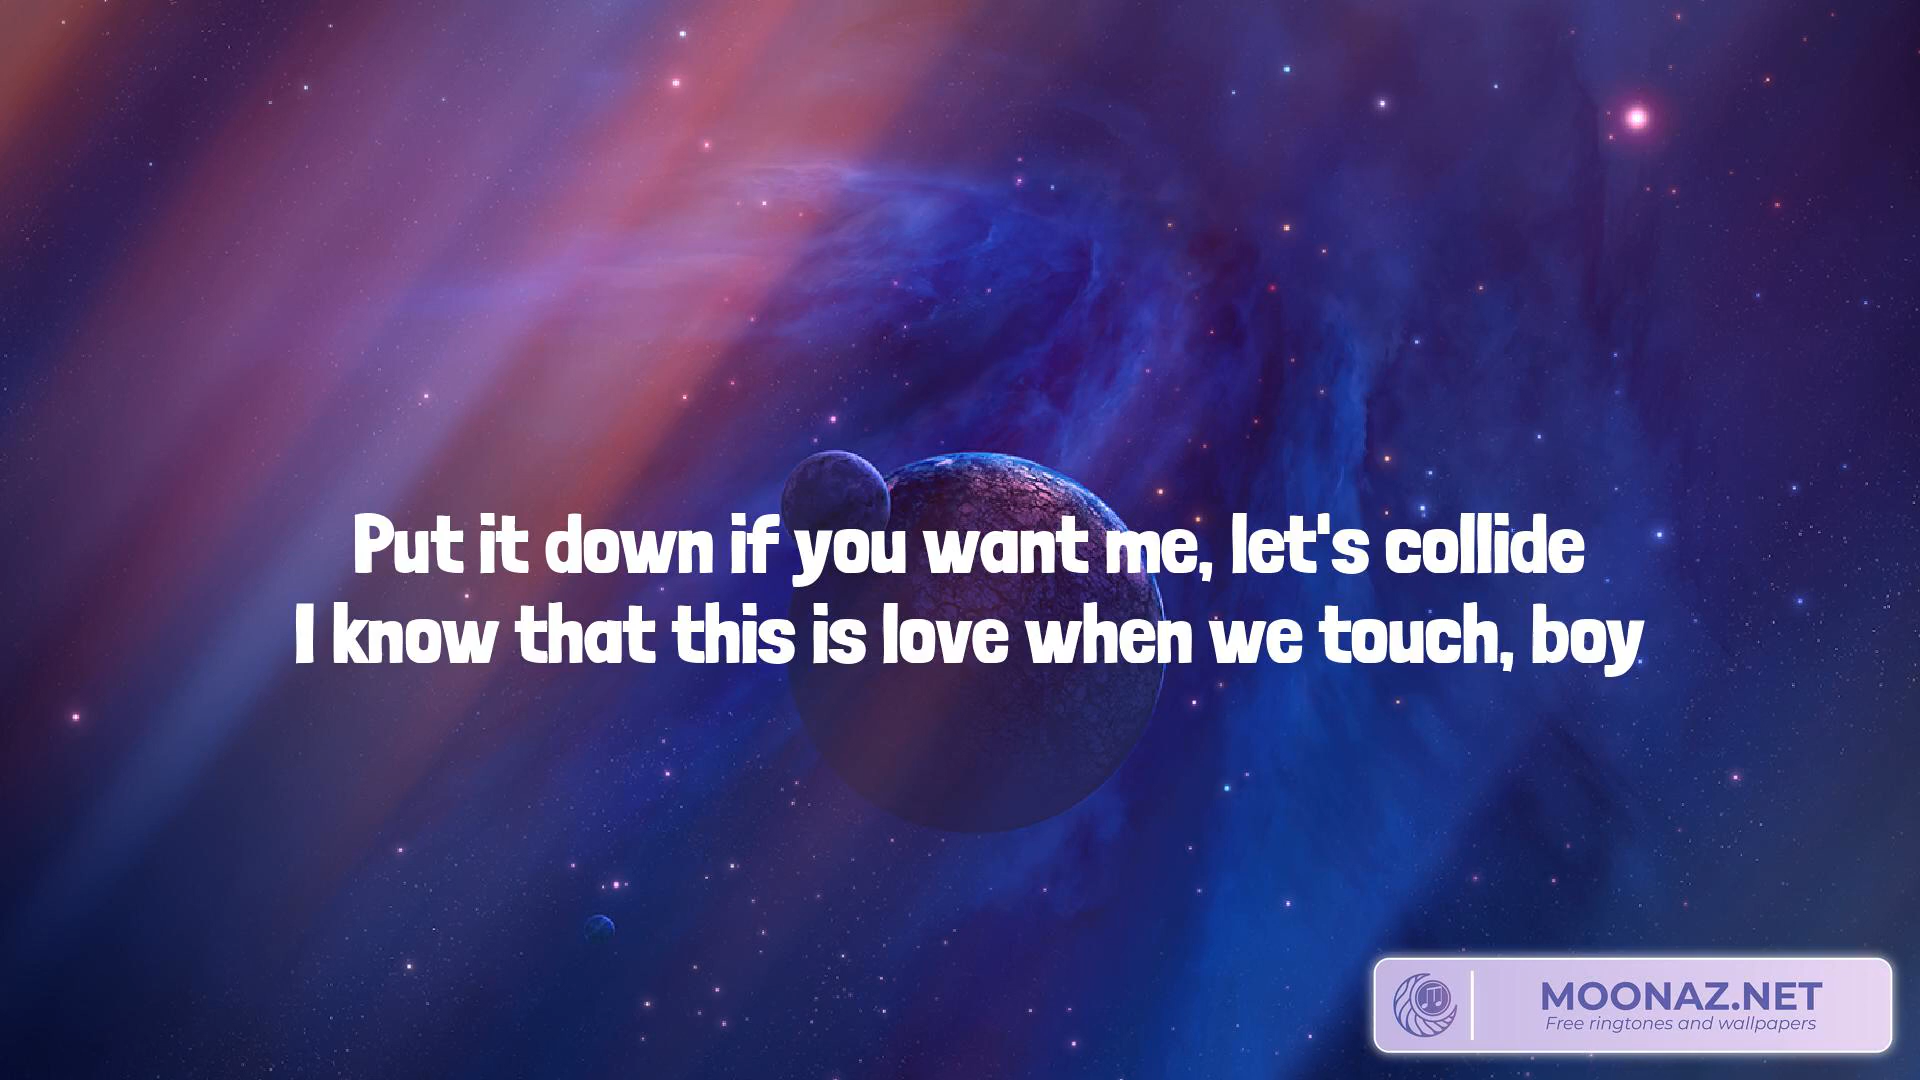 Put it down if you want me, let's collide
I know that this is love when we touch, boy
MOONAZ.NET
Free ringtones and wallpapers